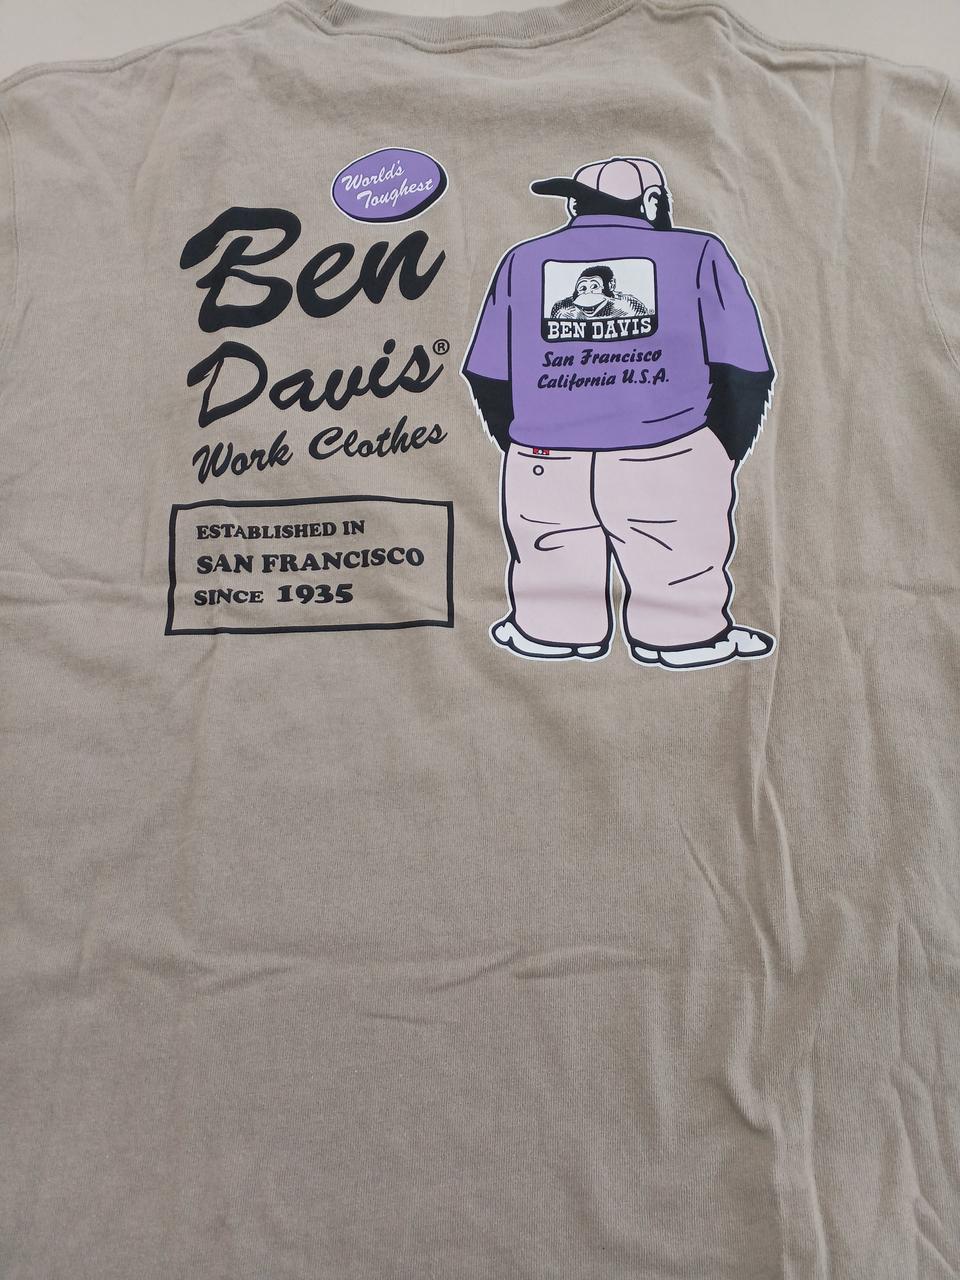 World's
Toughest
Ben
Davis®
Work Clothes
ESTABLISHED IN
SAN FRANCISCO
SINCE 1935
BEN DAVIS
San Francisco
California U.S.A.